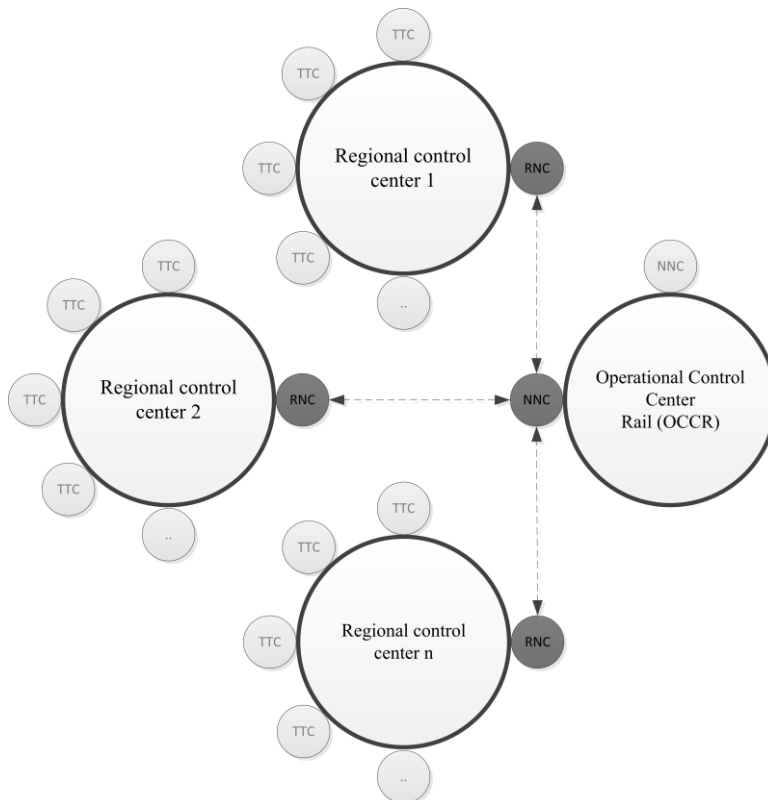 TTC
TTC
TTC
TTC
..
Regional control
center 1
RNC
TTC
TTC
TTC
TTC
..
Regional control
center 2
RNC
NNC
NNC
Operational Control
Center
Rail (OCCR)
TTC
TTC
TTC
TTC
..
Regional control
center n
RNC